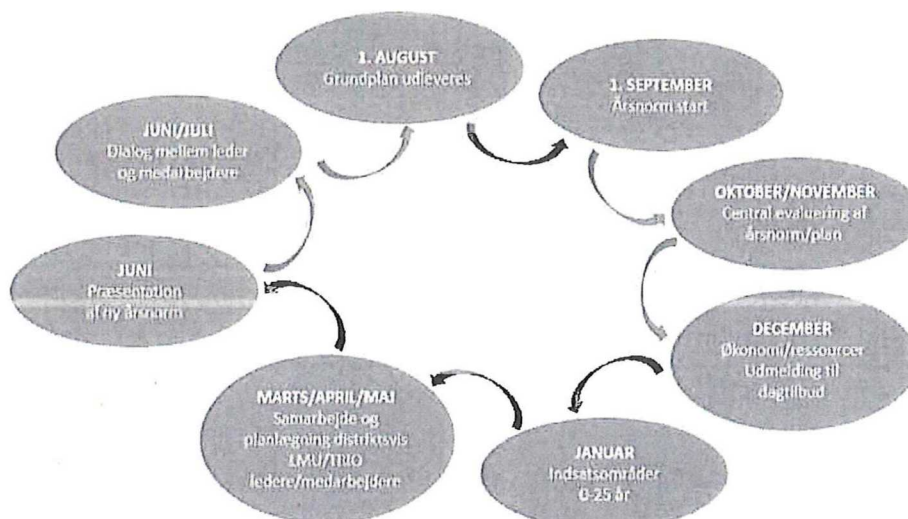 1. AUGUST
Grundplan udleveres
1. SEPTEMBER
Årsnorm start
OKTOBER/NOVEMBER
Central evaluering af
årsnorm/plan
DECEMBER
Økonomi/ressourcer
Udmelding til
dagtilbud
JANUAR
Indsatsområder
0-25 år
MARTS/APRIL/MAJ
Samarbejde og
planlægning distriktsvis
LMU/TRIO
ledere/medarbejdere
JUNI
Præsentation
af ny årsnorm
JUNI/JULI
Dialog mellem leder
og medarbejdere